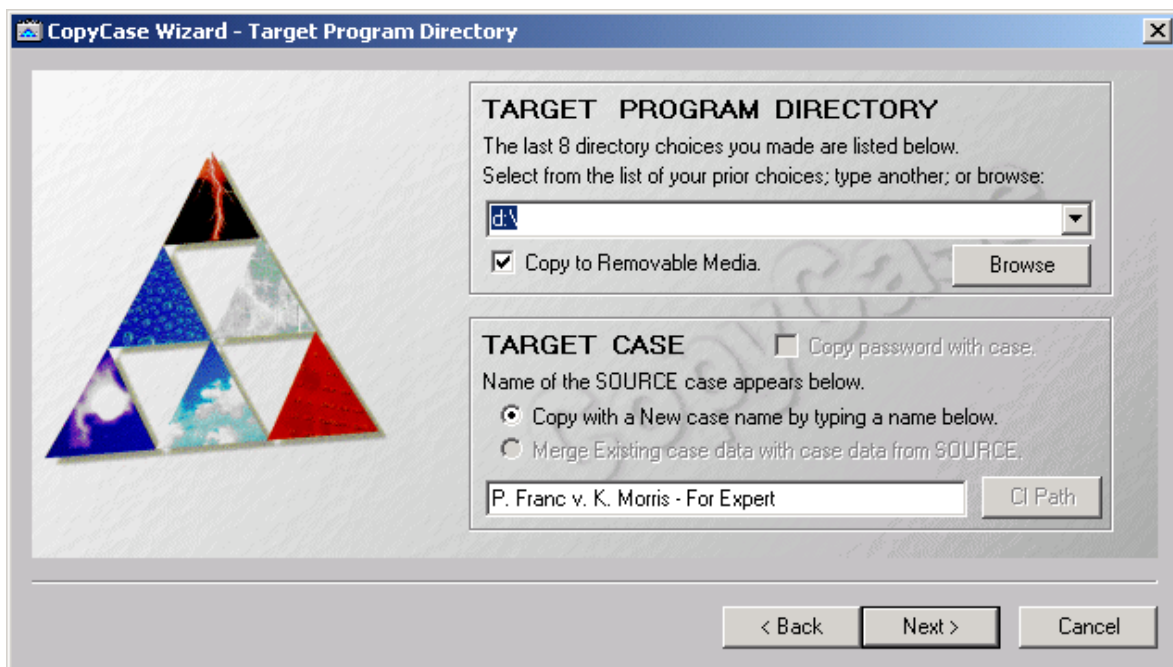 CopyCase Wizard - Target Program Directory
TARGET PROGRAM DIRECTORY
The last 8 directory choices you made are listed below.
Select from the list of your prior choices; type another; or browse:
d:\
Copy to Removable Media.
Browse
CopyCase
TARGET CASE
Copy password with case.
Name of the SOURCE case appears below.
Copy with a New case name by typing a name below.
Merge Existing case data with case data from SOURCE.
P. Franc v. K. Morris - For Expert
CI Path
< Back
Next >
Cancel